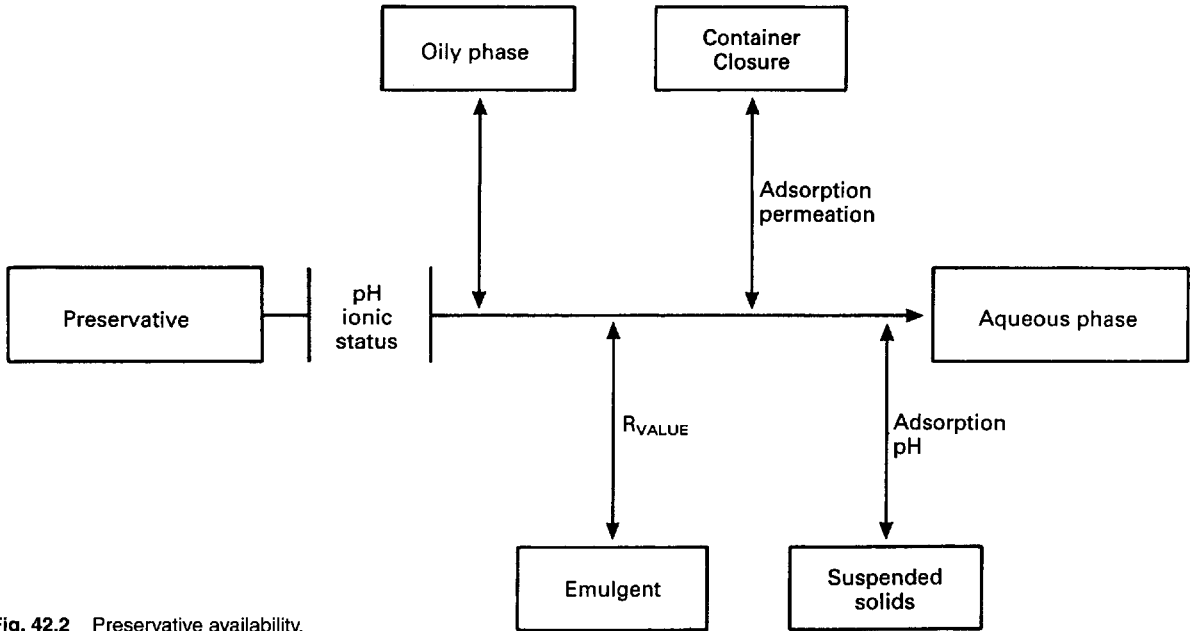 Oily phase
Container
Closure
Adsorption
permeation
Preservative
pH
ionic
status
Aqueous phase
RVALUE
Adsorption
pH
Emulgent
Suspended
solids
Fig. 42.2 Preservative availability.